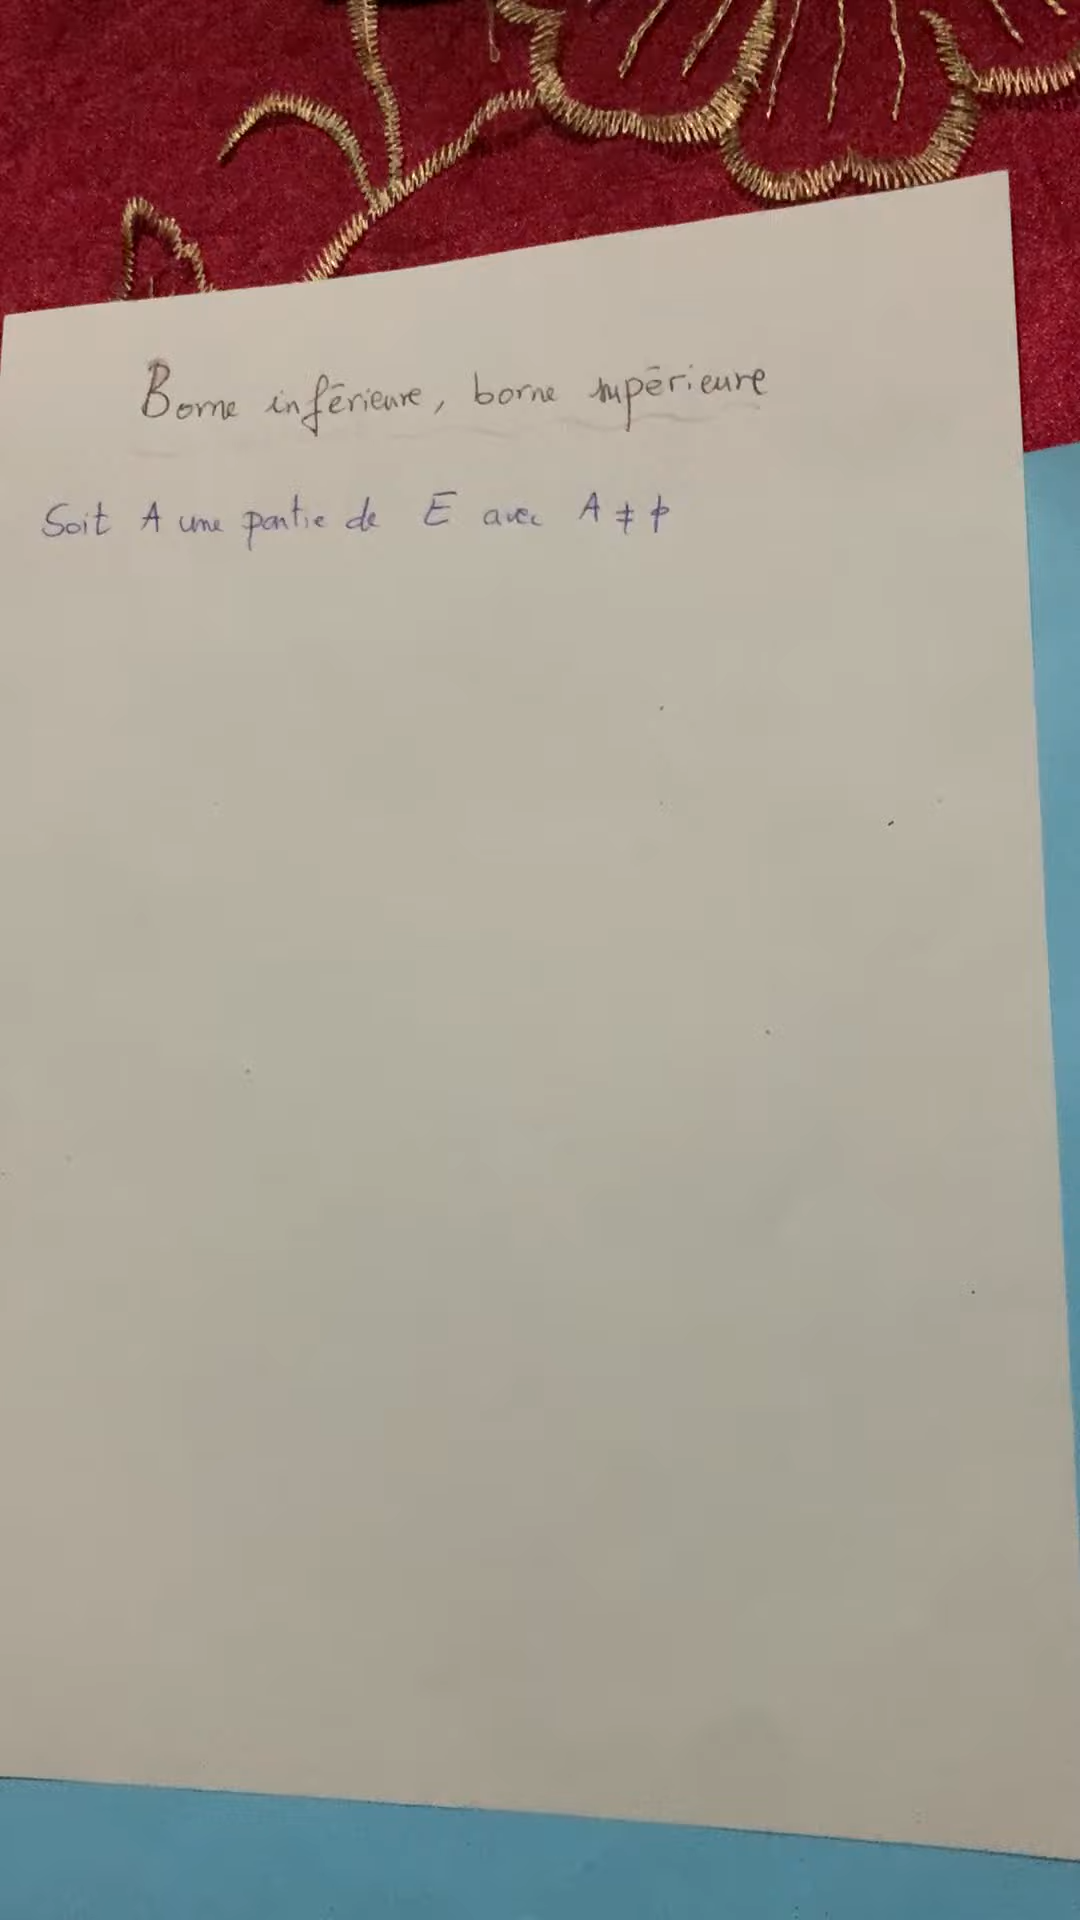 Borne inférieure, borne supérieure
Soit A une partie de E avec A ≠ ϕ